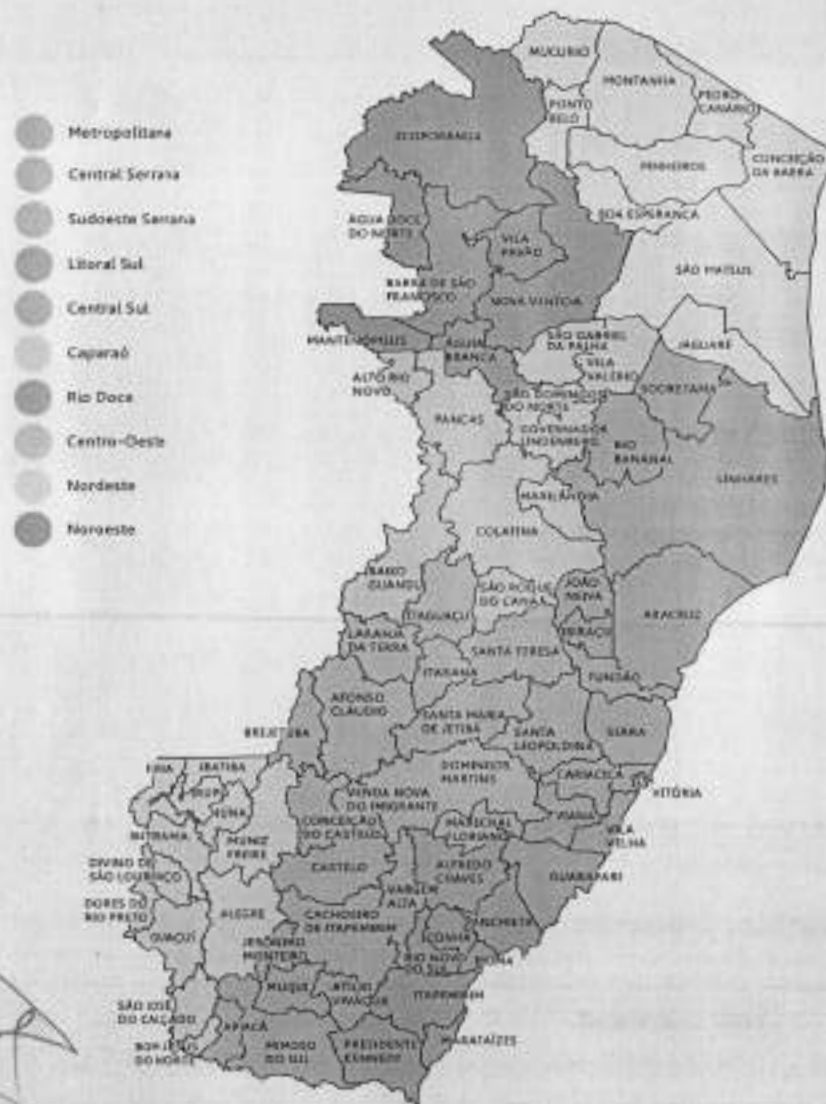 Metropolitana
Central Serrana
Sudoeste Serrana
Litoral Sul
Central Sul
Caparaó
Rio Doce
Centro-Oeste
Nordeste
Noroeste
MUCURICI
MONTANHA
PEDRO
CANÁRIO
PONTO
BELO
ECOPORANGA
PINHEIROS
CONCEIÇÃO
DA BARRA
BOA ESPERANÇA
ÁGUA DOCE
DO NORTE
VILA
PAVÃO
SÃO MATEUS
BARRA DE SÃO
FRANCISCO
NOVA VENÉCIA
MANTENÓPOLIS
ÁGUIA
BRANCA
SÃO GABRIEL
DA PALHA
JAGUARÉ
ALTO RIO
NOVO
VILA
VALÉRIO
SOORETAMA
PANCAS
SÃO DOMINGOS
DO NORTE
GOVERNADOR
LINDENBERG
RIO
BANANAL
LINHARES
MARILÂNDIA
COLATINA
BAIXO
GUANDU
ITAGUAÇU
SÃO ROQUE
DO CANAÃ
JOÃO
NEIVA
ARACRUZ
IBIRAÇU
LARANJA
DA TERRA
SANTA TERESA
ITARANA
FUNDÃO
AFONSO
CLÁUDIO
SANTA MARIA
DE JETIBÁ
SANTA
LEOPOLDINA
SERRA
BREJETUBA
DOMINGOS
MARTINS
CARIACICA
VITÓRIA
IBATIBA
IRUPI
IÚNA
VENDA NOVA
DO IMIGRANTE
CONCEIÇÃO
DO CASTELO
MARECHAL
FLORIANO
VIANA
VILA
VELHA
IBITIRAMA
MUNIZ
FREIRE
DIVINO DE
SÃO LOURENÇO
CASTELO
ALFREDO
CHAVES
GUARAPARI
VARGEM
ALTA
DORES DO
RIO PRETO
ALEGRE
CACHOEIRO
DE ITAPEMIRIM
ANCHIETA
ICONHA
GUAÇUÍ
JERÔNIMO
MONTEIRO
RIO NOVO
DO SUL
PIÚMA
MUQUI
ATÍLIO
VIVÁCQUA
ITAPEMIRIM
SÃO JOSÉ
DO CALÇADO
APIACÁ
BOM JESUS
DO NORTE
MIMOSO
DO SUL
PRESIDENTE
KENNEDY
MARATAÍZES